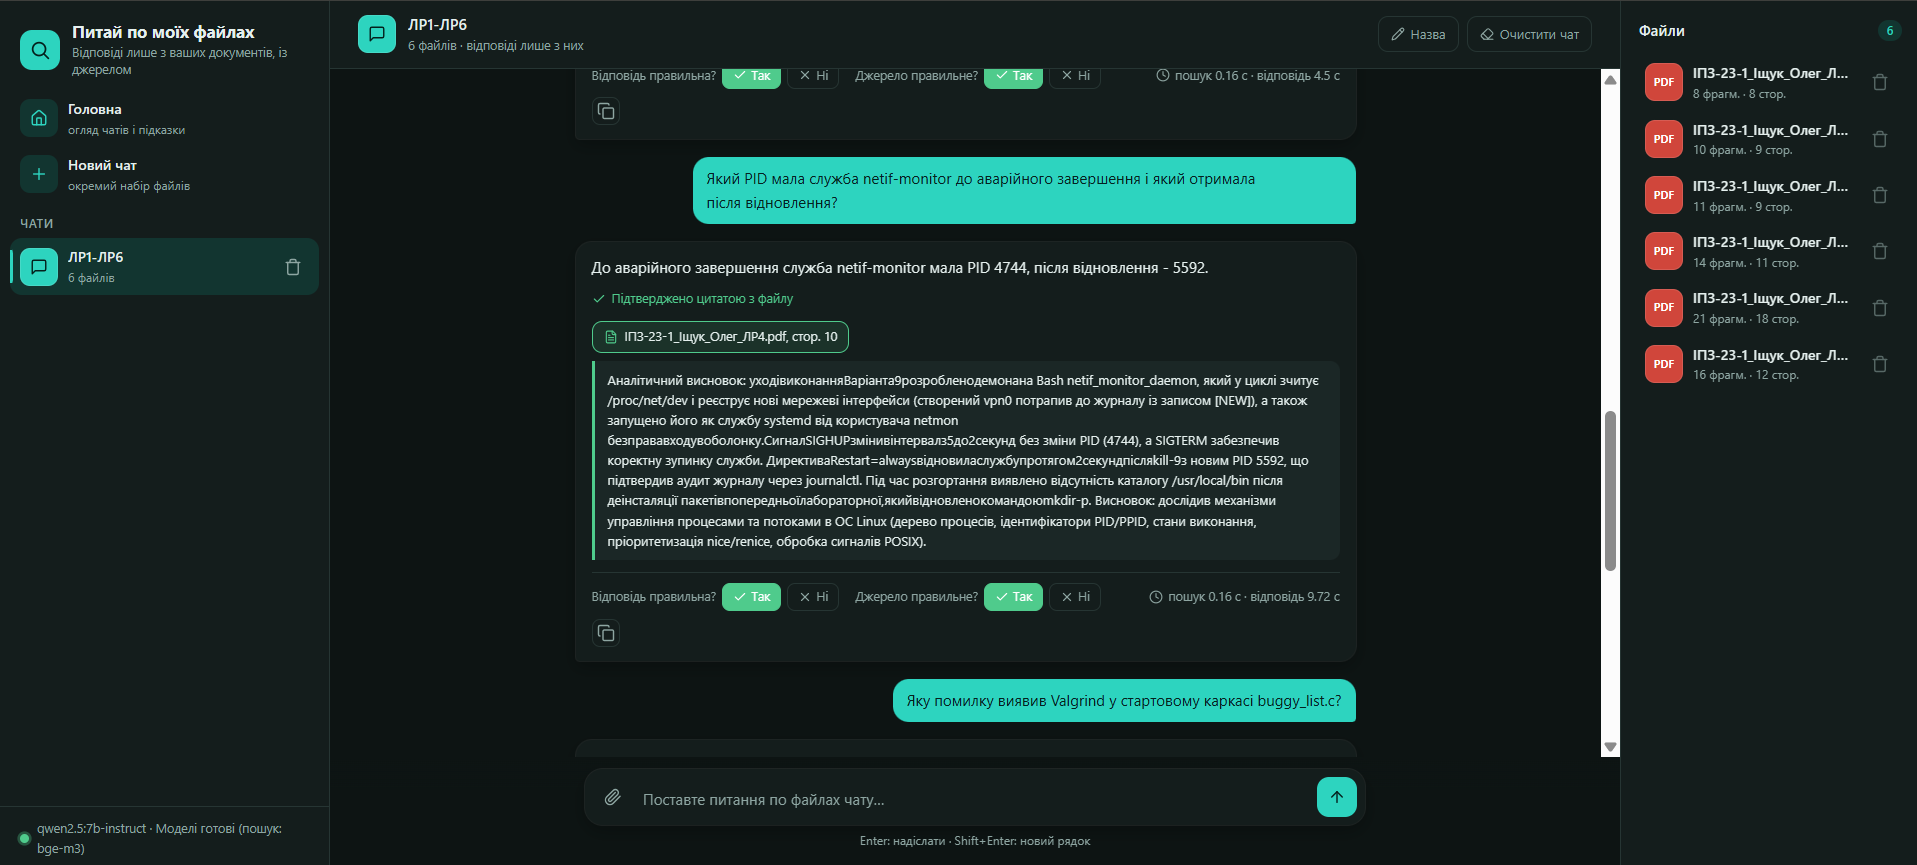 Питай по моїх файлах
Відповіді лише з ваших документів, із
джерелом
Головна
огляд чатів і підказки
Новий чат
окремий набір файлів
ЧАТИ
ЛР1-ЛР6
6 файлів
qwen2.5:7b-instruct · Моделі готові (пошук:
bge-m3)
ЛР1-ЛР6
6 файлів · відповіді лише з них
Назва
Очистити чат
Відповідь правильна? Так Ні Джерело правильне? Так Ні пошук 0.16 с · відповідь 4.5 с
Який PID мала служба netif-monitor до аварійного завершення і який отримала
після відновлення?
До аварійного завершення служба netif-monitor мала PID 4744, після відновлення - 5592.
Підтверджено цитатою з файлу
ІПЗ-23-1_Іщук_Олег_ЛР4.pdf, стор. 10
Аналітичний висновок: уходівиконанняВаріанта9розробленодемонана Bash netif_monitor_daemon, який у циклі зчитує
/proc/net/dev і реєструє нові мережеві інтерфейси (створений vpn0 потрапив до журналу із записом [NEW]), а також
запущено його як службу systemd від користувача netmon
безправавходувоболонку.СигналSIGHUPзмінивінтервалз5до2секунд без зміни PID (4744), а SIGTERM забезпечив
коректну зупинку служби. ДирективаRestart=alwaysвідновиласлужбупротягом2секундпісляkill-9з новим PID 5592, що
підтвердив аудит журналу через journalctl. Під час розгортання виявлено відсутність каталогу /usr/local/bin після
деінсталяції пакетівпопередньоїлабораторної,якийвідновленокомандоюmkdir-p. Висновок: дослідив механізми
управління процесами та потоками в ОС Linux (дерево процесів, ідентифікатори PID/PPID, стани виконання,
пріоритетизація nice/renice, обробка сигналів POSIX).
Відповідь правильна? Так Ні Джерело правильне? Так Ні пошук 0.16 с · відповідь 9.72 с
Яку помилку виявив Valgrind у стартовому каркасі buggy_list.c?
Поставте питання по файлах чату...
Enter: надіслати · Shift+Enter: новий рядок
Файли 6
PDF ІПЗ-23-1_Іщук_Олег_Л...
8 фрагм. · 8 стор.
PDF ІПЗ-23-1_Іщук_Олег_Л...
10 фрагм. · 9 стор.
PDF ІПЗ-23-1_Іщук_Олег_Л...
11 фрагм. · 9 стор.
PDF ІПЗ-23-1_Іщук_Олег_Л...
14 фрагм. · 11 стор.
PDF ІПЗ-23-1_Іщук_Олег_Л...
21 фрагм. · 18 стор.
PDF ІПЗ-23-1_Іщук_Олег_Л...
16 фрагм. · 12 стор.